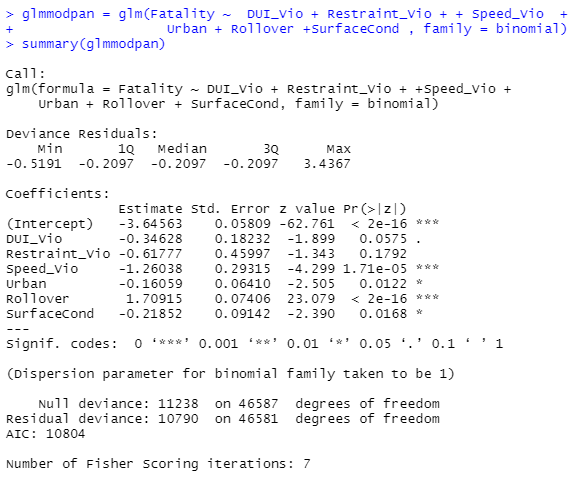 > glmmodpan = glm(Fatality ~  DUI_Vio + Restraint_Vio + + Speed_Vio  +
+                    Urban + Rollover +SurfaceCond , family = binomial)
> summary(glmmodpan)
Call:
glm(formula = Fatality ~ DUI_Vio + Restraint_Vio + +Speed_Vio +
    Urban + Rollover + SurfaceCond, family = binomial)
Deviance Residuals:
    Min       1Q   Median       3Q      Max
-0.5191  -0.2097  -0.2097  -0.2097   3.4367
Coefficients:
              Estimate Std. Error z value Pr(>|z|)
(Intercept)   -3.64563    0.05809 -62.761  < 2e-16 ***
DUI_Vio       -0.34628    0.18232  -1.899   0.0575 .
Restraint_Vio -0.61777    0.45997  -1.343   0.1792
Speed_Vio     -1.26038    0.29315  -4.299 1.71e-05 ***
Urban         -0.16059    0.06410  -2.505   0.0122 *
Rollover       1.70915    0.07406  23.079  < 2e-16 ***
SurfaceCond   -0.21852    0.09142  -2.390   0.0168 *
---
Signif. codes:  0 ‘***’ 0.001 ‘**’ 0.01 ‘*’ 0.05 ‘.’ 0.1 ‘ ’ 1
(Dispersion parameter for binomial family taken to be 1)
    Null deviance: 11238  on 46587  degrees of freedom
Residual deviance: 10790  on 46581  degrees of freedom
AIC: 10804
Number of Fisher Scoring iterations: 7